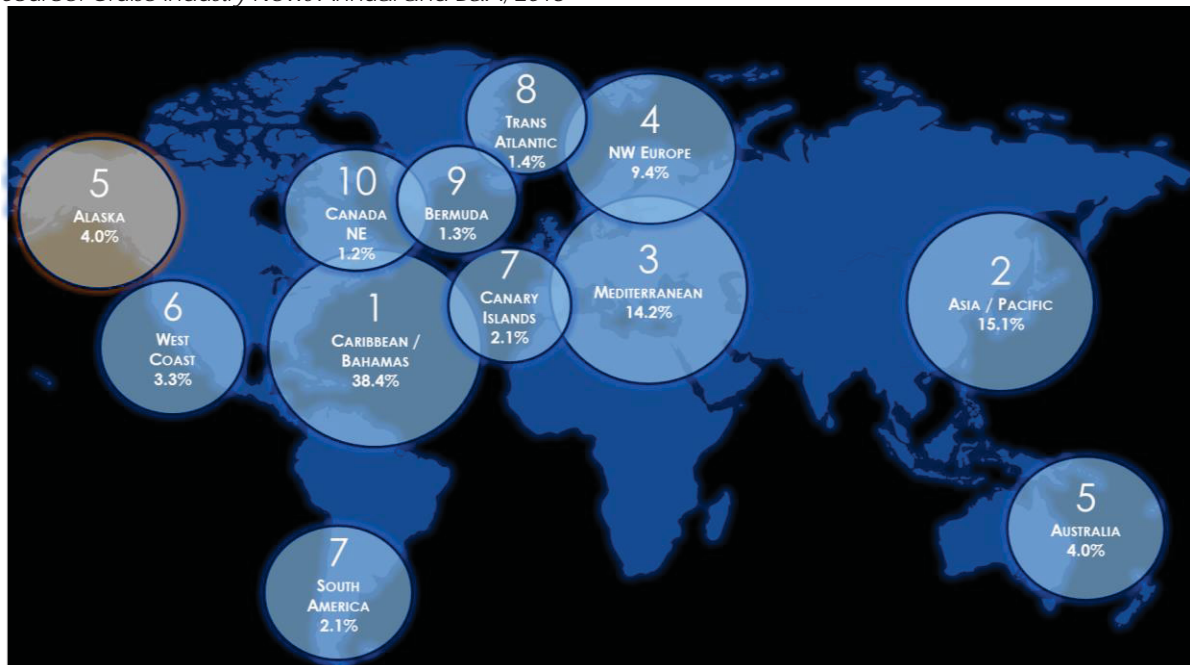 8
TRANS
ATLANTIC
1.4%
4
NW EUROPE
9.4%
5
ALASKA
4.0%
10
CANADA
NE
1.2%
9
BERMUDA
1.3%
7
CANARY
ISLANDS
2.1%
3
MEDITERRANEAN
14.2%
2
ASIA / PACIFIC
15.1%
6
WEST
COAST
3.3%
1
CARIBBEAN /
BAHAMAS
38.4%
5
AUSTRALIA
4.0%
7
SOUTH
AMERICA
2.1%